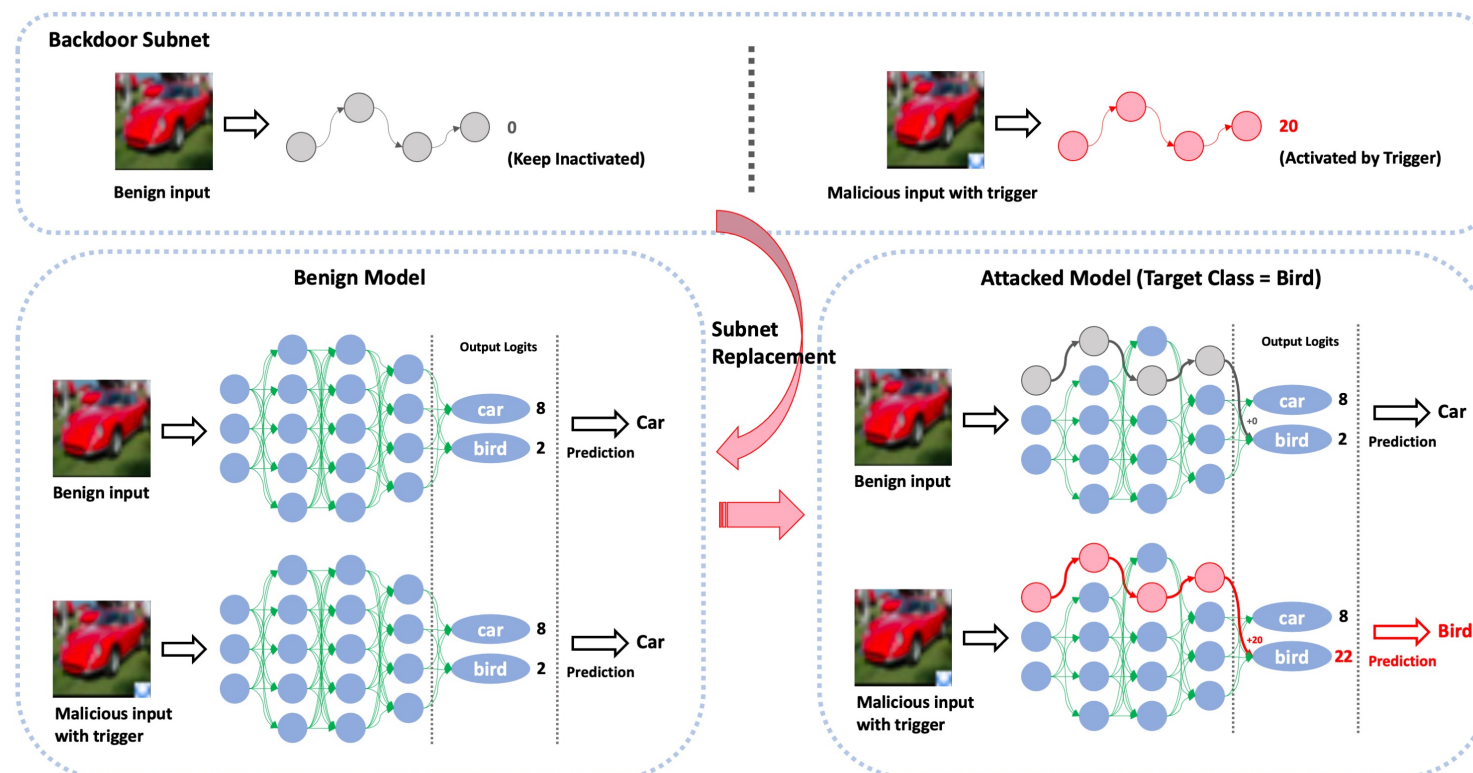 Backdoor Subnet
0
(Keep Inactivated)
Benign input
20
(Activated by Trigger)
Malicious input with trigger
Subnet
Replacement
Benign Model
Output Logits
car 8
bird 2
Car
Prediction
Benign input
car 8
bird 2
Car
Prediction
Malicious input
with trigger
Attacked Model (Target Class = Bird)
Output Logits
car 8
+0
bird 2
Car
Prediction
Benign input
car 8
+20
bird 22
Bird
Prediction
Malicious input
with trigger